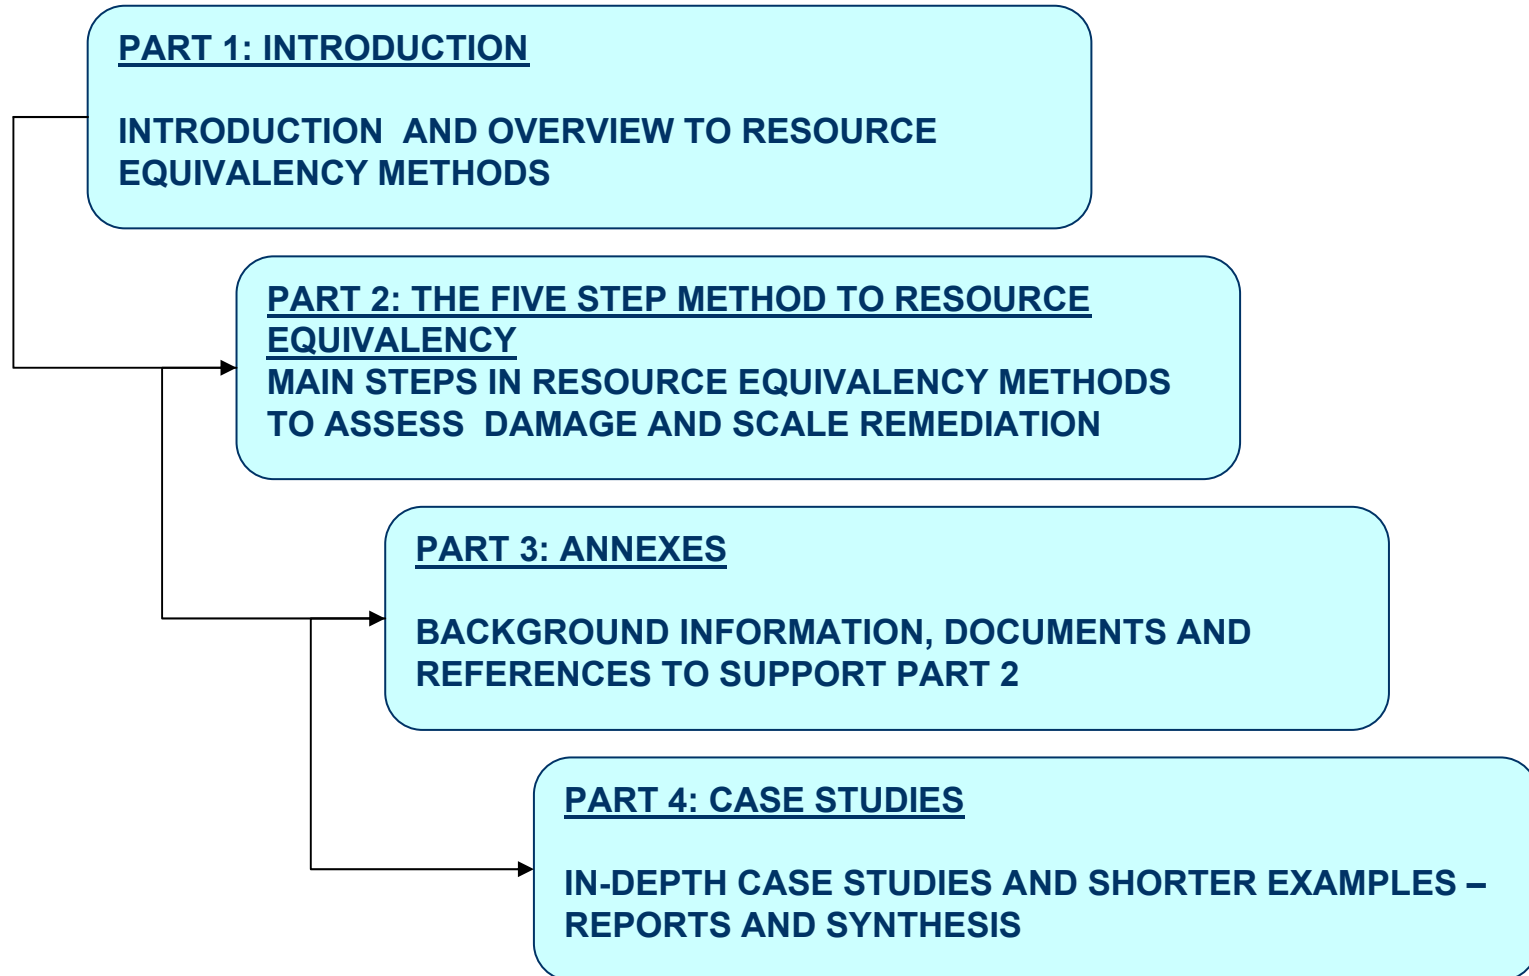 PART 1: INTRODUCTION
INTRODUCTION AND OVERVIEW TO RESOURCE
EQUIVALENCY METHODS
PART 2: THE FIVE STEP METHOD TO RESOURCE
EQUIVALENCY
MAIN STEPS IN RESOURCE EQUIVALENCY METHODS
TO ASSESS DAMAGE AND SCALE REMEDIATION
PART 3: ANNEXES
BACKGROUND INFORMATION, DOCUMENTS AND
REFERENCES TO SUPPORT PART 2
PART 4: CASE STUDIES
IN-DEPTH CASE STUDIES AND SHORTER EXAMPLES –
REPORTS AND SYNTHESIS